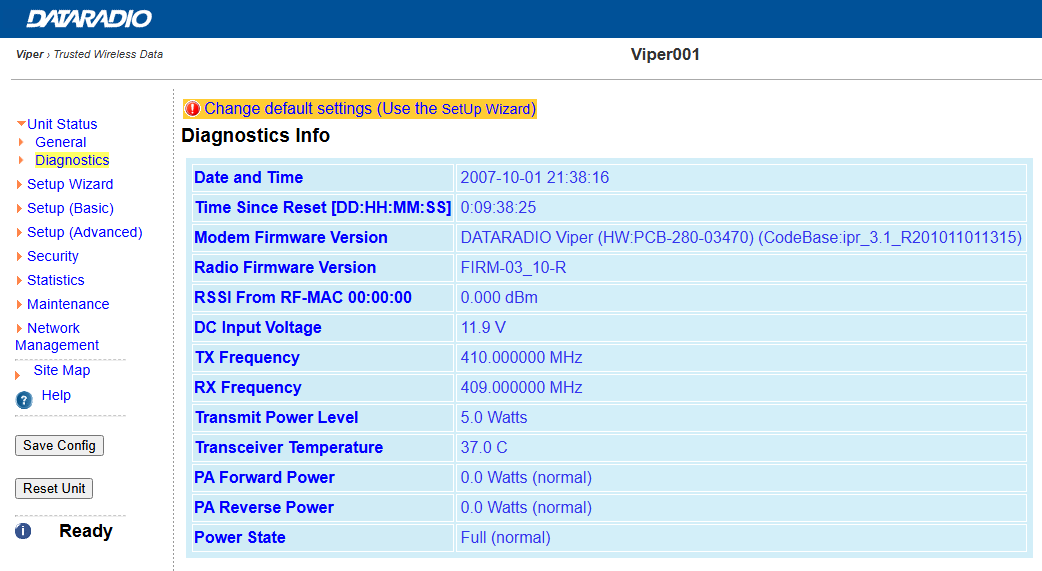 DATARADIO
Viper › Trusted Wireless Data
Viper001
Unit Status
General
Diagnostics
Setup Wizard
Setup (Basic)
Setup (Advanced)
Security
Statistics
Maintenance
Network
Management
Site Map
? Help
Save Config
Reset Unit
i Ready
! Change default settings (Use the SetUp Wizard)
Diagnostics Info
Date and Time 2007-10-01 21:38:16
Time Since Reset [DD:HH:MM:SS] 0:09:38:25
Modem Firmware Version DATARADIO Viper (HW:PCB-280-03470) (CodeBase:ipr_3.1_R201011011315)
Radio Firmware Version FIRM-03_10-R
RSSI From RF-MAC 00:00:00 0.000 dBm
DC Input Voltage 11.9 V
TX Frequency 410.000000 MHz
RX Frequency 409.000000 MHz
Transmit Power Level 5.0 Watts
Transceiver Temperature 37.0 C
PA Forward Power 0.0 Watts (normal)
PA Reverse Power 0.0 Watts (normal)
Power State Full (normal)